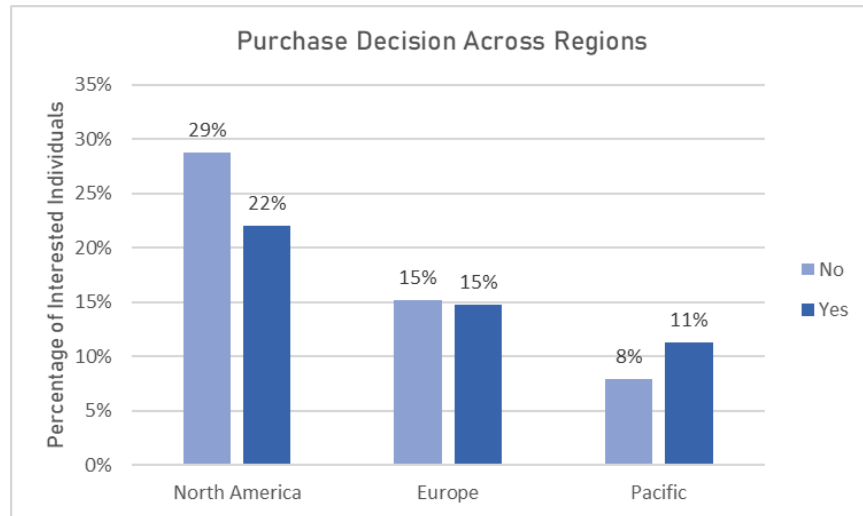 Purchase Decision Across Regions
Percentage of Interested Individuals
35%
30%
25%
20%
15%
10%
5%
0%
29%
22%
15%
15%
8%
11%
North America
Europe
Pacific
No
Yes